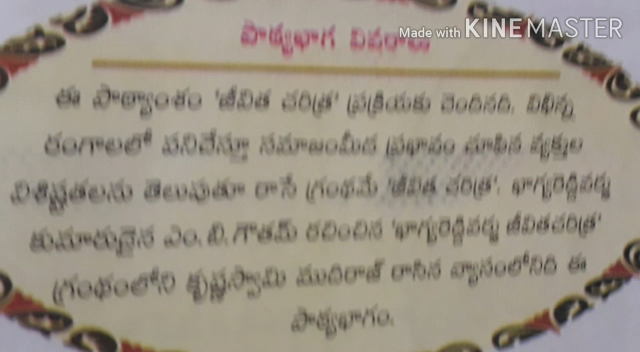 Made with KINEMASTER
పాఠ్యభాగ వివరాలు
ఈ పాఠ్యాంశం 'జీవిత చరిత్ర' ప్రక్రియకు చెందినది. విభిన్న
రంగాలలో పనిచేస్తూ సమాజంమీద ప్రభావం చూపిన వ్యక్తుల
విశిష్టతలను తెలుపుతూ రాసే గ్రంథమే 'జీవిత చరిత్ర'. భాగ్యరెడ్డివర్మ
కుమారుడైన ఎం.బి.గౌతమ్ రచించిన 'భాగ్యరెడ్డివర్మ జీవితచరిత్ర'
గ్రంథంలోని కృష్ణస్వామి ముదిరాజ్ రాసిన వ్యాసంలోనిది ఈ
పాఠ్యభాగం.